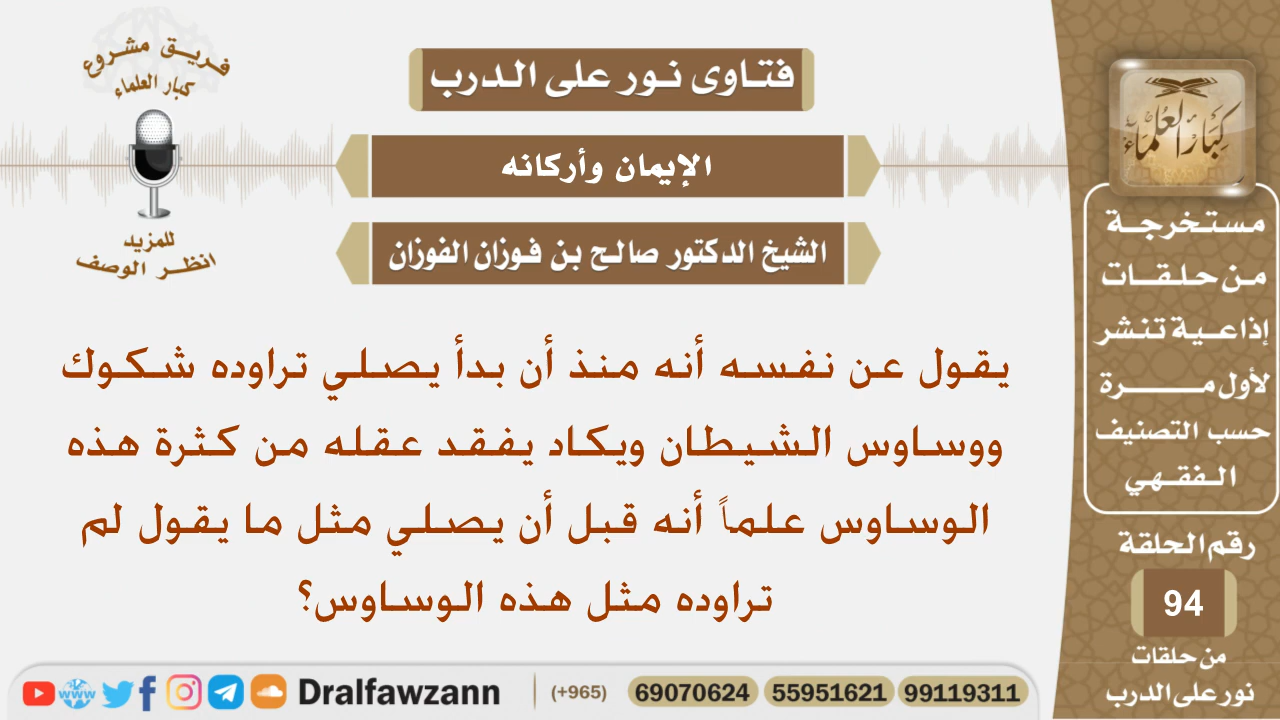 فريق مشروع
كبار العلماء
للمزيد
انظر الوصف
فتاوى نور على الدرب
الإيمان وأركانه
الشيخ الدكتور صالح بن فوزان الفوزان
يقول عن نفسه أنه منذ أن بدأ يصلي تراوده شكوك
ووساوس الشيطان ويكاد يفقد عقله من كثرة هذه
الوساوس علماً أنه قبل أن يصلي مثل ما يقول لم
تراوده مثل هذه الوساوس؟
كبار العلماء
مستخرجة
من حلقات
إذاعية تنشر
لأول مرة
حسب التصنيف
الفقهي
رقم الحلقة
94
من حلقات
نور على الدرب
www Dralfawzann (+965) 69070624 55951621 99119311